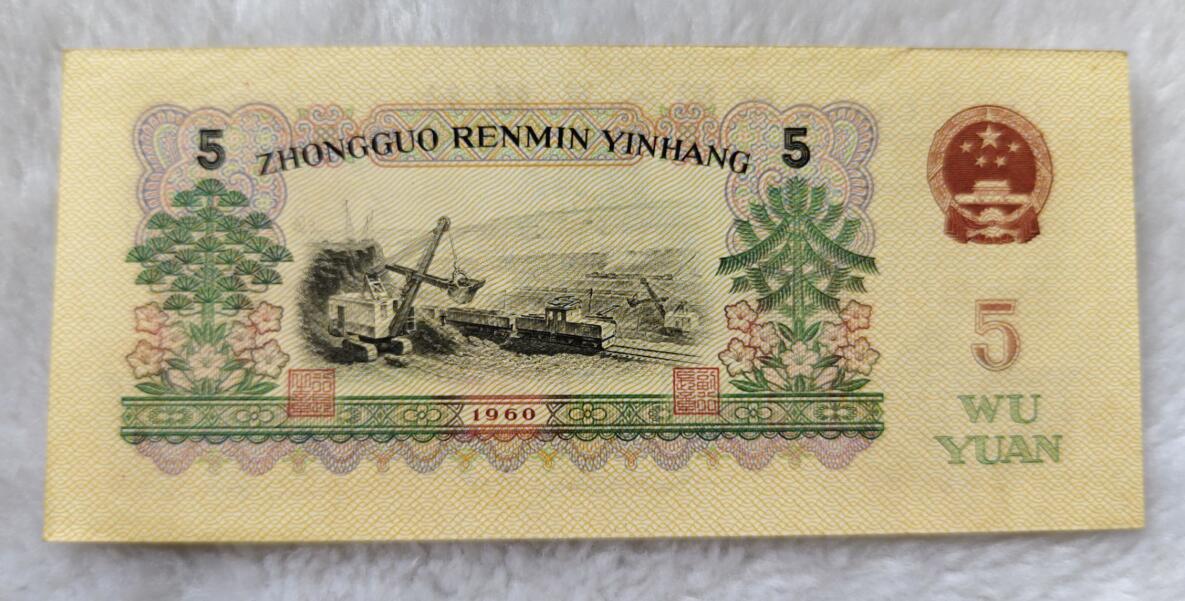 5 ZHONGGUO RENMIN YINHANG 5
5
WU
YUAN
1960